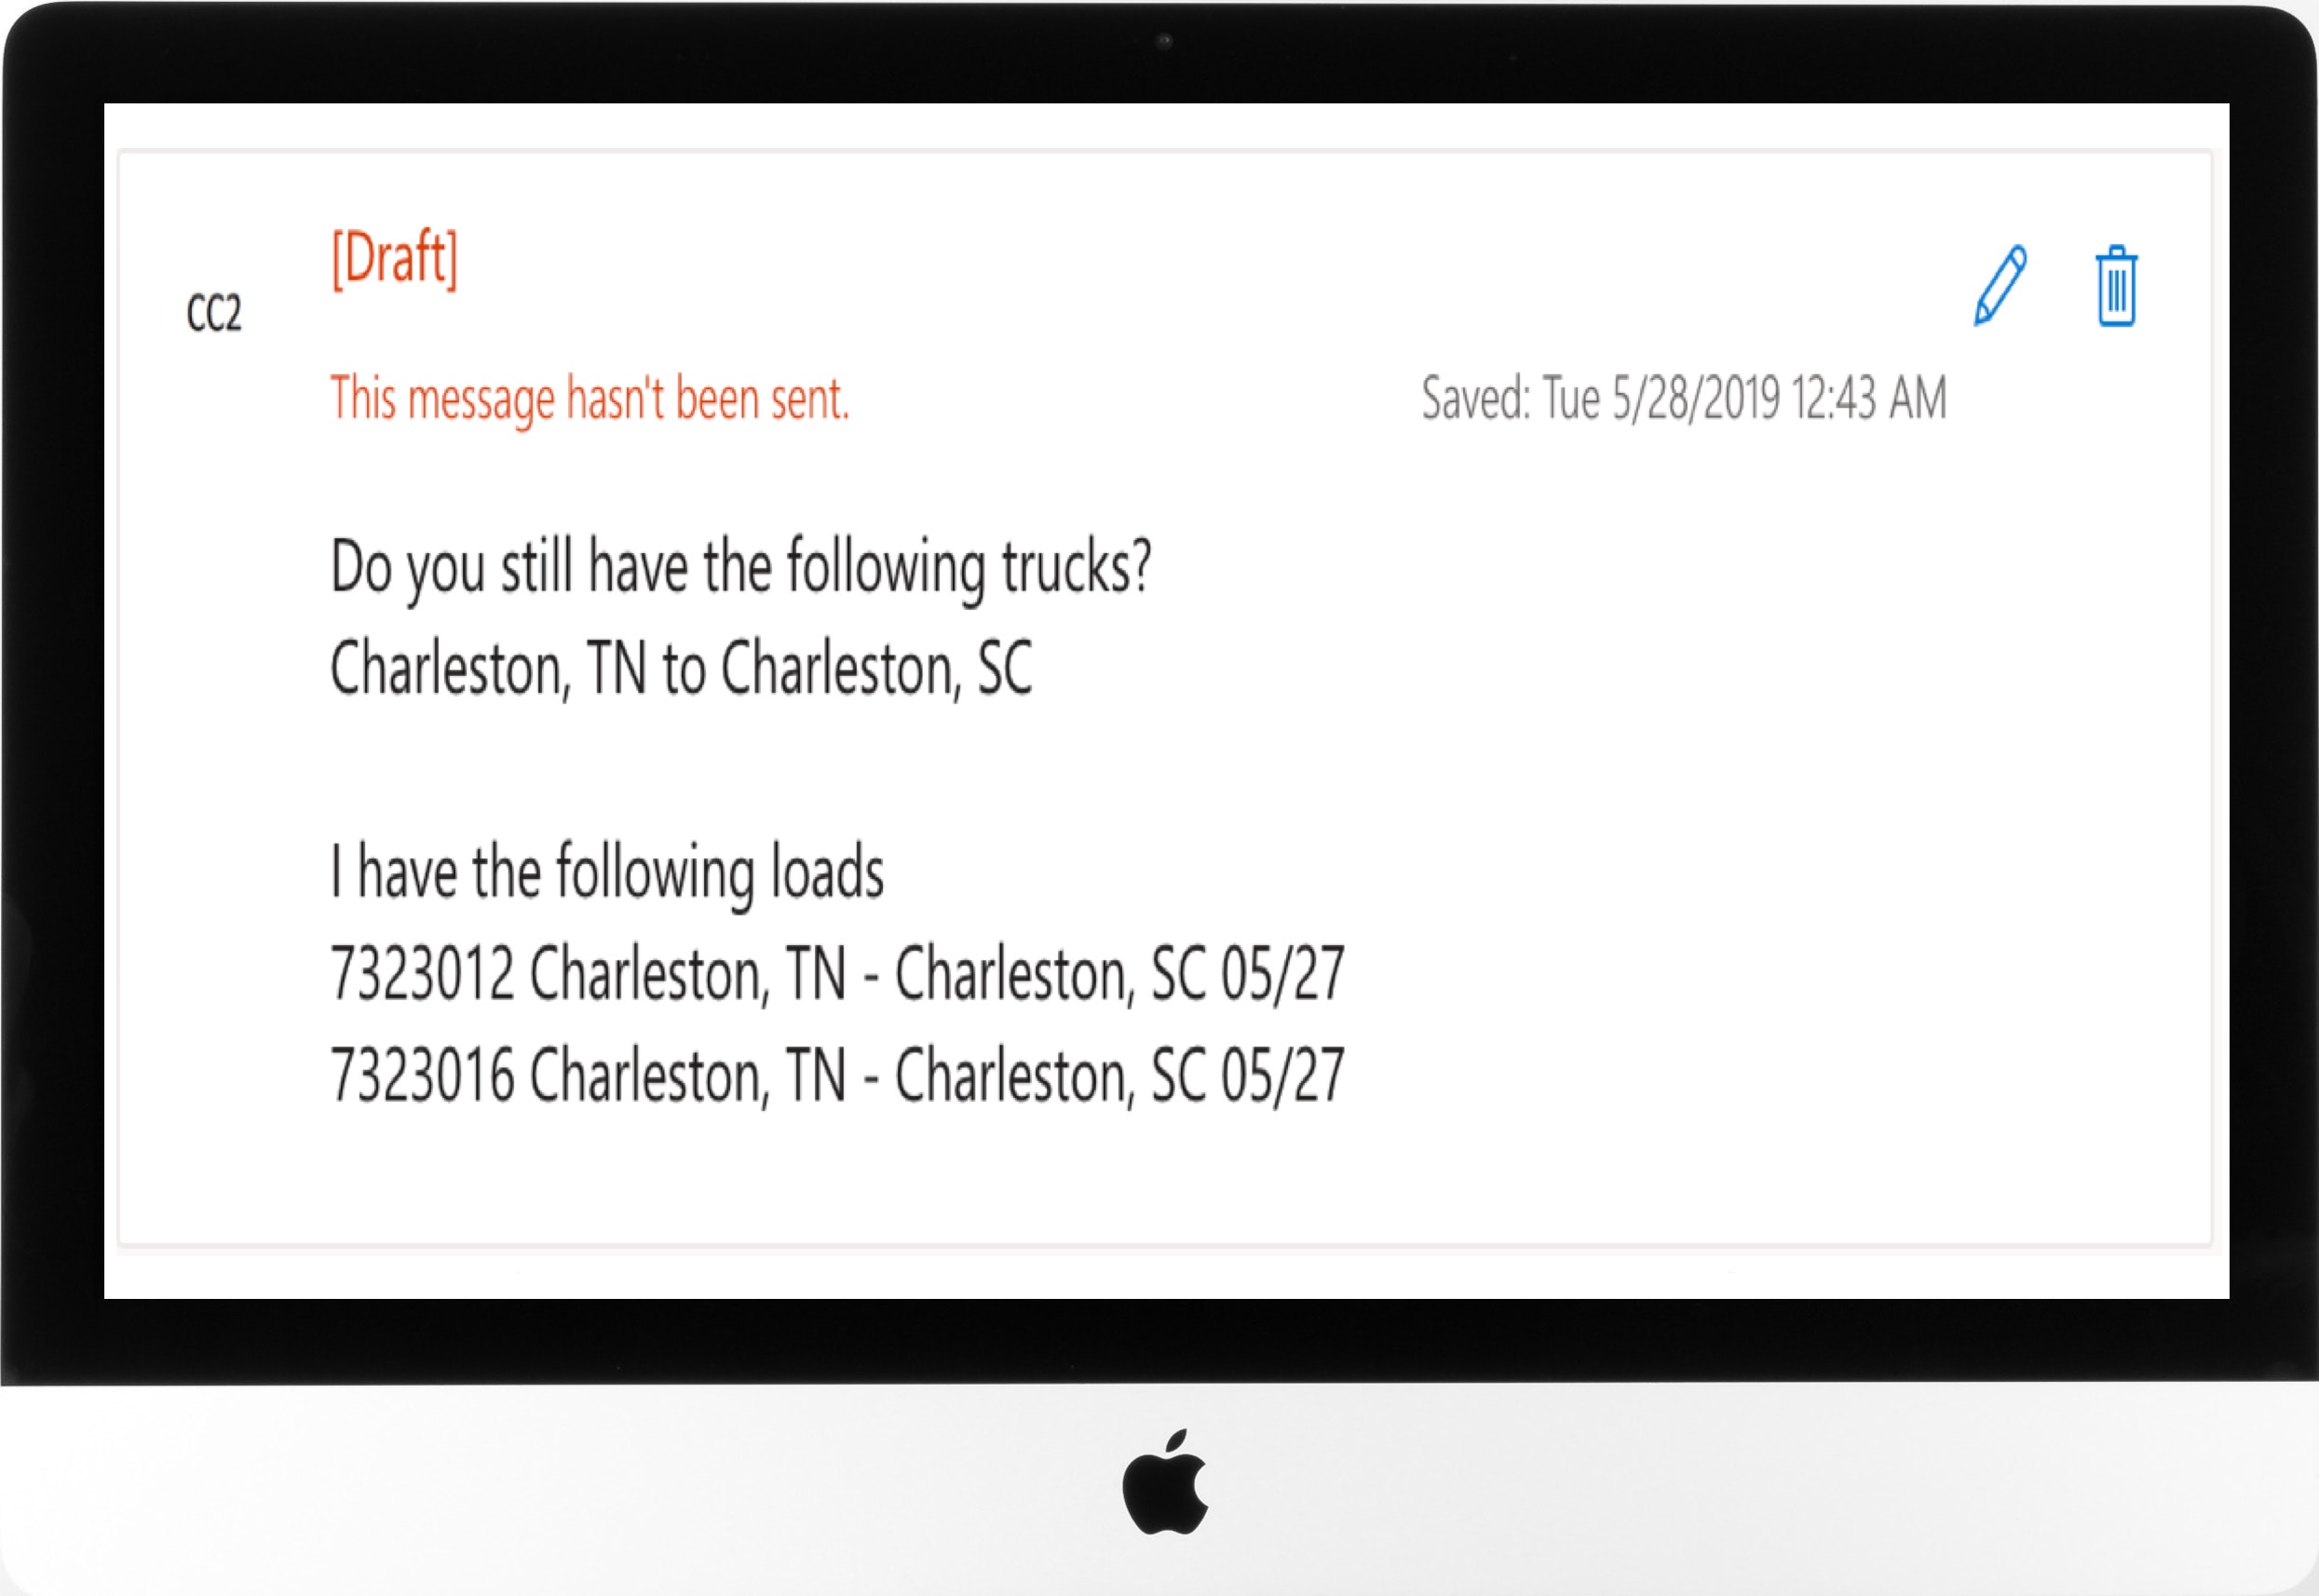 [Draft]
CC2
This message hasn't been sent.
Saved: Tue 5/28/2019 12:43 AM
Do you still have the following trucks?
Charleston, TN to Charleston, SC
I have the following loads
7323012 Charleston, TN - Charleston, SC 05/27
7323016 Charleston, TN - Charleston, SC 05/27